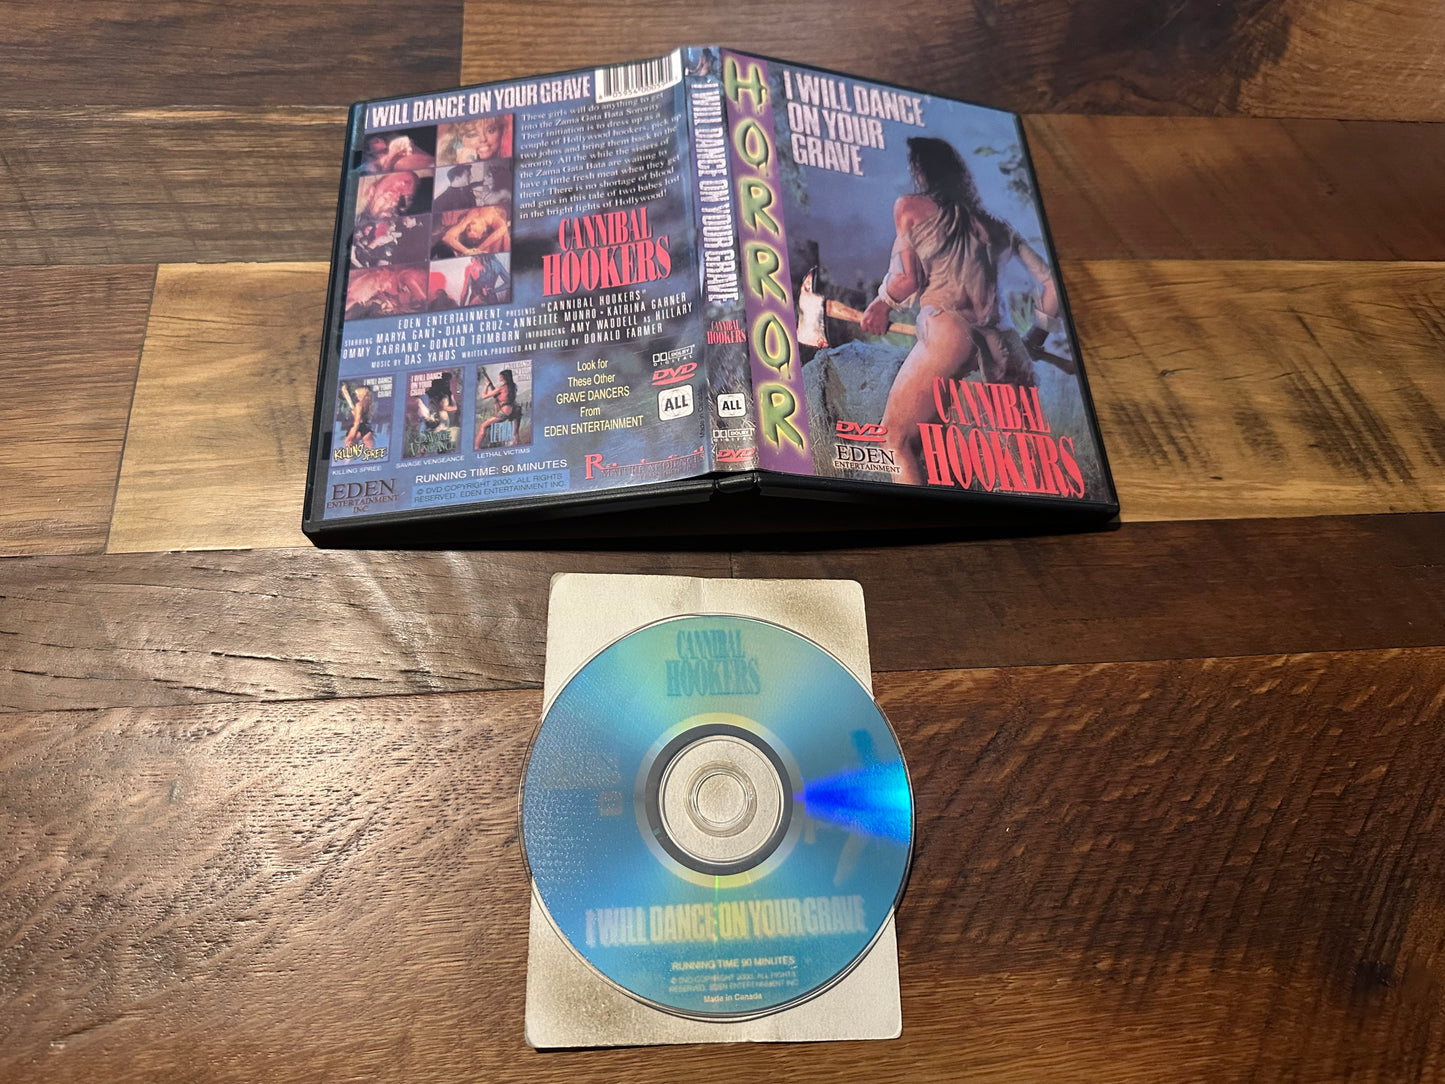 I WILL DANCE ON YOUR GRAVE
These girls will do anything to get
into the Zama Gata Bata Sorority.
Their initiation is to dress up as a
couple of Hollywood hookers, pick up
two johns and bring them back to the
sorority. All the while the sisters of
the Zama Gata Bata are waiting to
have a little fresh meat when they get
there! There is no shortage of blood
and guts in this tale of two babes lost
in the bright lights of Hollywood!
CANNIBAL
HOOKERS
EDEN ENTERTAINMENT PRESENTS "CANNIBAL HOOKERS"
STARRING MARYA GANT • DIANA CRUZ • ANNETTE MUNRO • KATRINA GARNER
OMMY CARRANO • DONALD TRIMBORN INTRODUCING AMY WADDELL AS HILLARY
MUSIC BY DAS YAHOS WRITTEN, PRODUCED AND DIRECTED BY DONALD FARMER
Look for
These Other
GRAVE DANCERS
From
EDEN ENTERTAINMENT
DOLBY
DIGITAL
DVD
ALL
KILLING SPREE
KILLING SPREE
SAVAGE VENGEANCE
LETHAL
LETHAL VICTIMS
EDEN
ENTERTAINMENT
INC.
RUNNING TIME: 90 MINUTES
© DVD COPYRIGHT 2000, ALL RIGHTS
RESERVED. EDEN ENTERTAINMENT INC.
I WILL DANCE ON YOUR GRAVE
CANNIBAL
HOOKERS
ALL
DOLBY
DIGITAL
DVD
HORROR
I WILL DANCE
ON YOUR
GRAVE
CANNIBAL
HOOKERS
DVD
EDEN
ENTERTAINMENT
CANNIBAL
HOOKERS
I WILL DANCE ON YOUR GRAVE
RUNNING TIME 90 MINUTES
© DVD COPYRIGHT 2000, ALL RIGHTS
RESERVED. EDEN ENTERTAINMENT INC.
Made in Canada